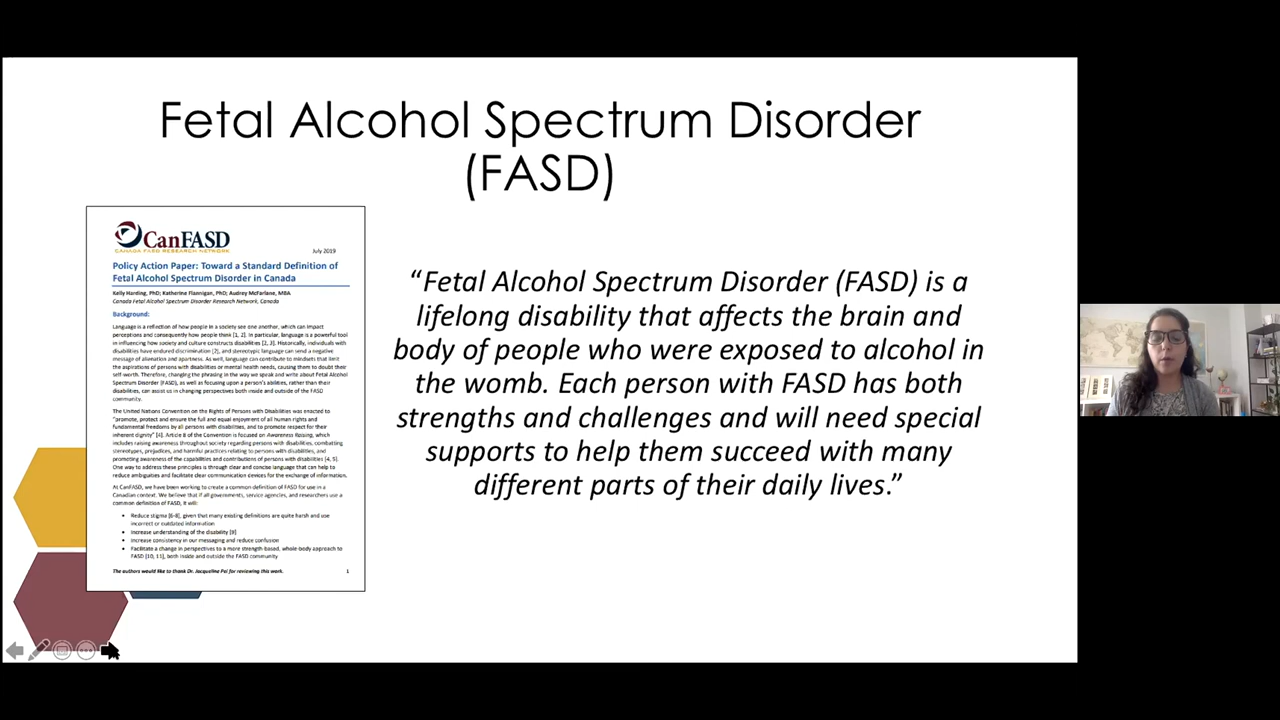 Fetal Alcohol Spectrum Disorder
(FASD)
CanFASD
CANADA FASD RESEARCH NETWORK
July 2019
Policy Action Paper: Toward a Standard Definition of
Fetal Alcohol Spectrum Disorder in Canada
Kelly Harding, PhD; Katherine Flannigan, PhD; Audrey McFarlane, MBA
Canada Fetal Alcohol Spectrum Disorder Research Network, Canada
Background:
Language is a reflection of how people in a society see one another, which can impact
perceptions and consequently how people think [1, 2]. In particular, language is a powerful tool
in influencing how society and culture constructs disabilities [2, 3]. Historically, individuals with
disabilities have endured discrimination [2], and stereotypic language can send a negative
message of alienation and apartness. As well, language can contribute to mindsets that limit
the aspirations of persons with disabilities or mental health needs, causing them to doubt their
self-worth. Therefore, changing the phrasing in the way we speak and write about Fetal Alcohol
Spectrum Disorder (FASD), as well as focusing upon a person's abilities, rather than their
disabilities, can assist us in changing perspectives both inside and outside of the FASD
community.
The United Nations Convention on the Rights of Persons with Disabilities was enacted to
"promote, protect and ensure the full and equal enjoyment of all human rights and
fundamental freedoms by all persons with disabilities, and to promote respect for their
inherent dignity" [4]. Article 8 of the Convention is focused on Awareness Raising, which
includes raising awareness throughout society regarding persons with disabilities, combatting
stereotypes, prejudices, and harmful practices relating to persons with disabilities, and
promoting awareness of the capabilities and contributions of persons with disabilities [4, 5].
One way to address these principles is through clear and concise language that can help to
reduce ambiguities and facilitate clear communication devices for the exchange of information.
At CanFASD, we have been working to create a common definition of FASD for use in a
Canadian context. We believe that if all governments, service agencies, and researchers use a
common definition of FASD, it will:
• Reduce stigma [6-8], given that many existing definitions are quite harsh and use
incorrect or outdated information
• Increase understanding of the disability [9]
• Increase consistency in our messaging and reduce confusion
• Facilitate a change in perspectives to a more strength-based, whole-body approach to
FASD [10, 11], both inside and outside the FASD community
The authors would like to thank Dr. Jacqueline Pei for reviewing this work.
1
“Fetal Alcohol Spectrum Disorder (FASD) is a
lifelong disability that affects the brain and
body of people who were exposed to alcohol in
the womb. Each person with FASD has both
strengths and challenges and will need special
supports to help them succeed with many
different parts of their daily lives.”